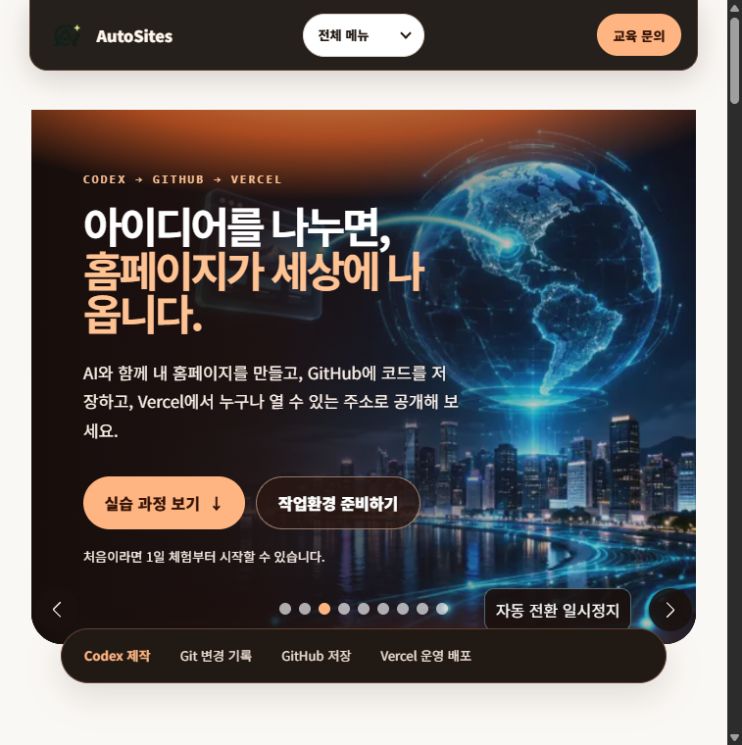 AutoSites
전체 메뉴
교육 문의
CODEX → GITHUB → VERCEL
아이디어를 나누면,
홈페이지가 세상에 나
옵니다.
AI와 함께 내 홈페이지를 만들고, GitHub에 코드를 저
장하고, Vercel에서 누구나 열 수 있는 주소로 공개해 보
세요.
실습 과정 보기 ↓
작업환경 준비하기
처음이라면 1일 체험부터 시작할 수 있습니다.
자동 전환 일시정지
Codex 제작
Git 변경 기록
GitHub 저장
Vercel 운영 배포